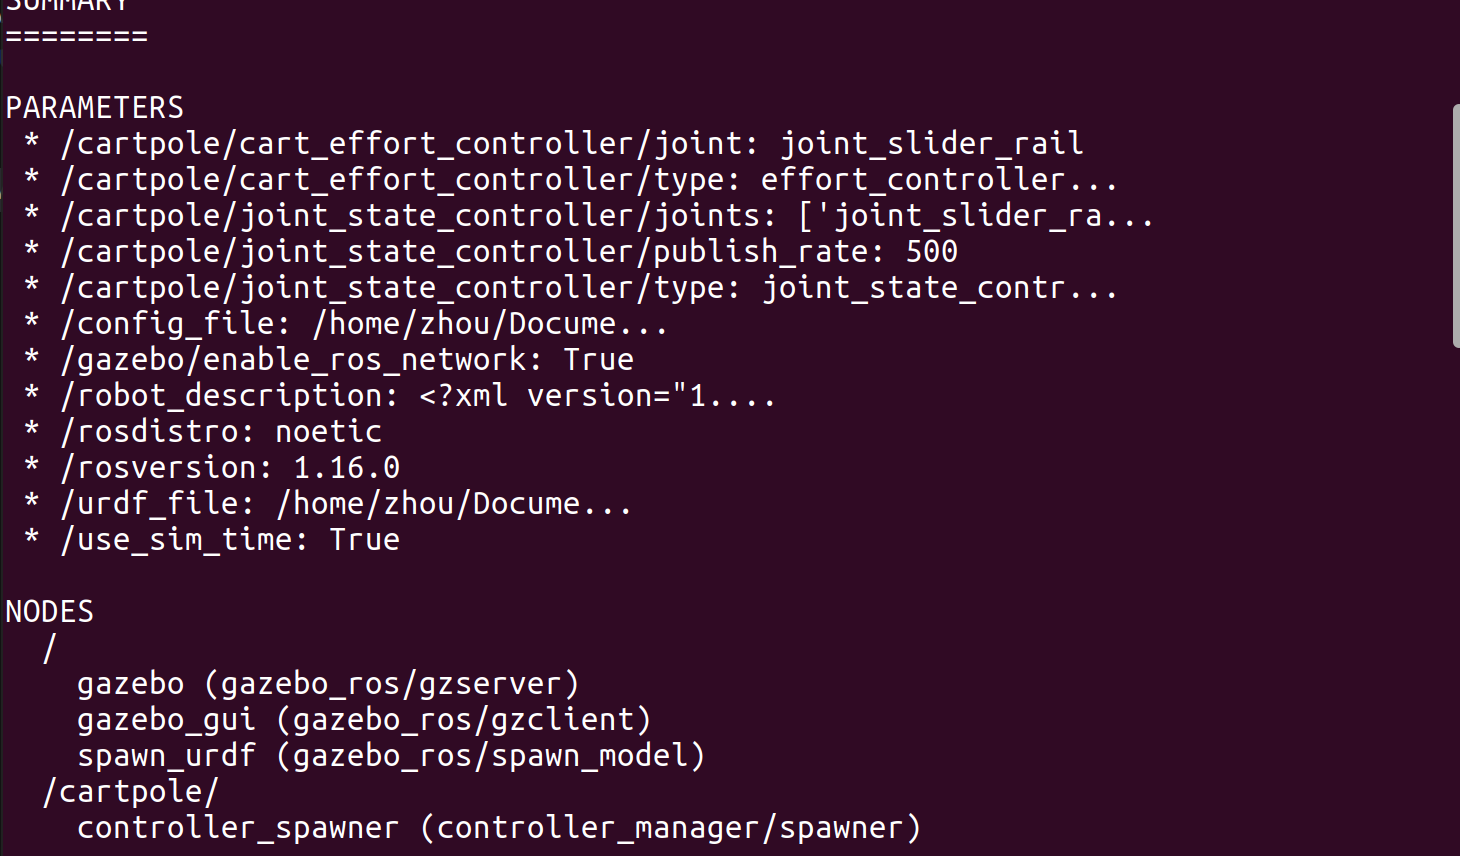 SUMMARY
========
PARAMETERS
* /cartpole/cart_effort_controller/joint: joint_slider_rail
* /cartpole/cart_effort_controller/type: effort_controller...
* /cartpole/joint_state_controller/joints: ['joint_slider_ra...
* /cartpole/joint_state_controller/publish_rate: 500
* /cartpole/joint_state_controller/type: joint_state_contr...
* /config_file: /home/zhou/Docume...
* /gazebo/enable_ros_network: True
* /robot_description: <?xml version="1....
* /rosdistro: noetic
* /rosversion: 1.16.0
* /urdf_file: /home/zhou/Docume...
* /use_sim_time: True
NODES
/
gazebo (gazebo_ros/gzserver)
gazebo_gui (gazebo_ros/gzclient)
spawn_urdf (gazebo_ros/spawn_model)
/cartpole/
controller_spawner (controller_manager/spawner)